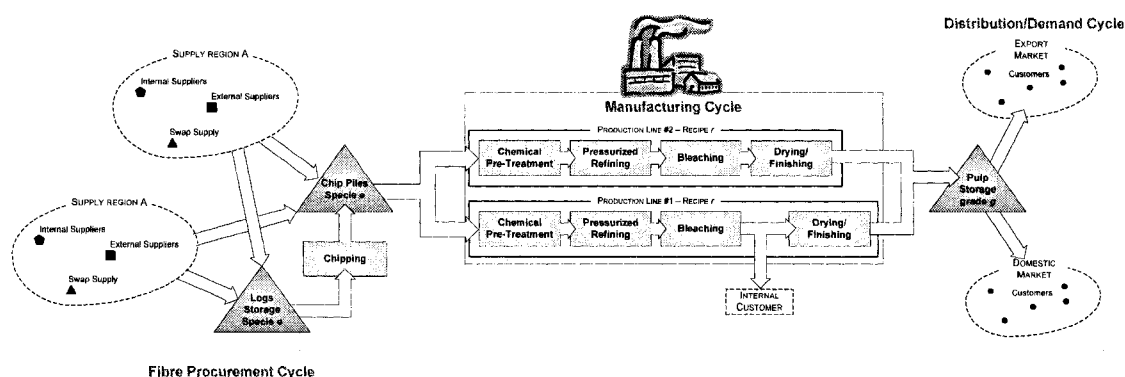 Distribution/Demand Cycle
EXPORT
MARKET
Customers
SUPPLY REGION A
Internal Suppliers
External Suppliers
Swap Supply
Manufacturing Cycle
PRODUCTION LINE #2 – RECIPE r
Chemical
Pre-Treatment
Pressurized
Refining
Bleaching
Drying/
Finishing
Chip Piles
Specie e
Pulp
Storage
grade g
SUPPLY REGION A
Internal Suppliers
External Suppliers
Swap Supply
PRODUCTION LINE #1 – RECIPE r
Chemical
Pre-Treatment
Pressurized
Refining
Bleaching
Drying/
Finishing
Chipping
Logs
Storage
Specie e
INTERNAL
CUSTOMER
DOMESTIC
MARKET
Customers
Fibre Procurement Cycle